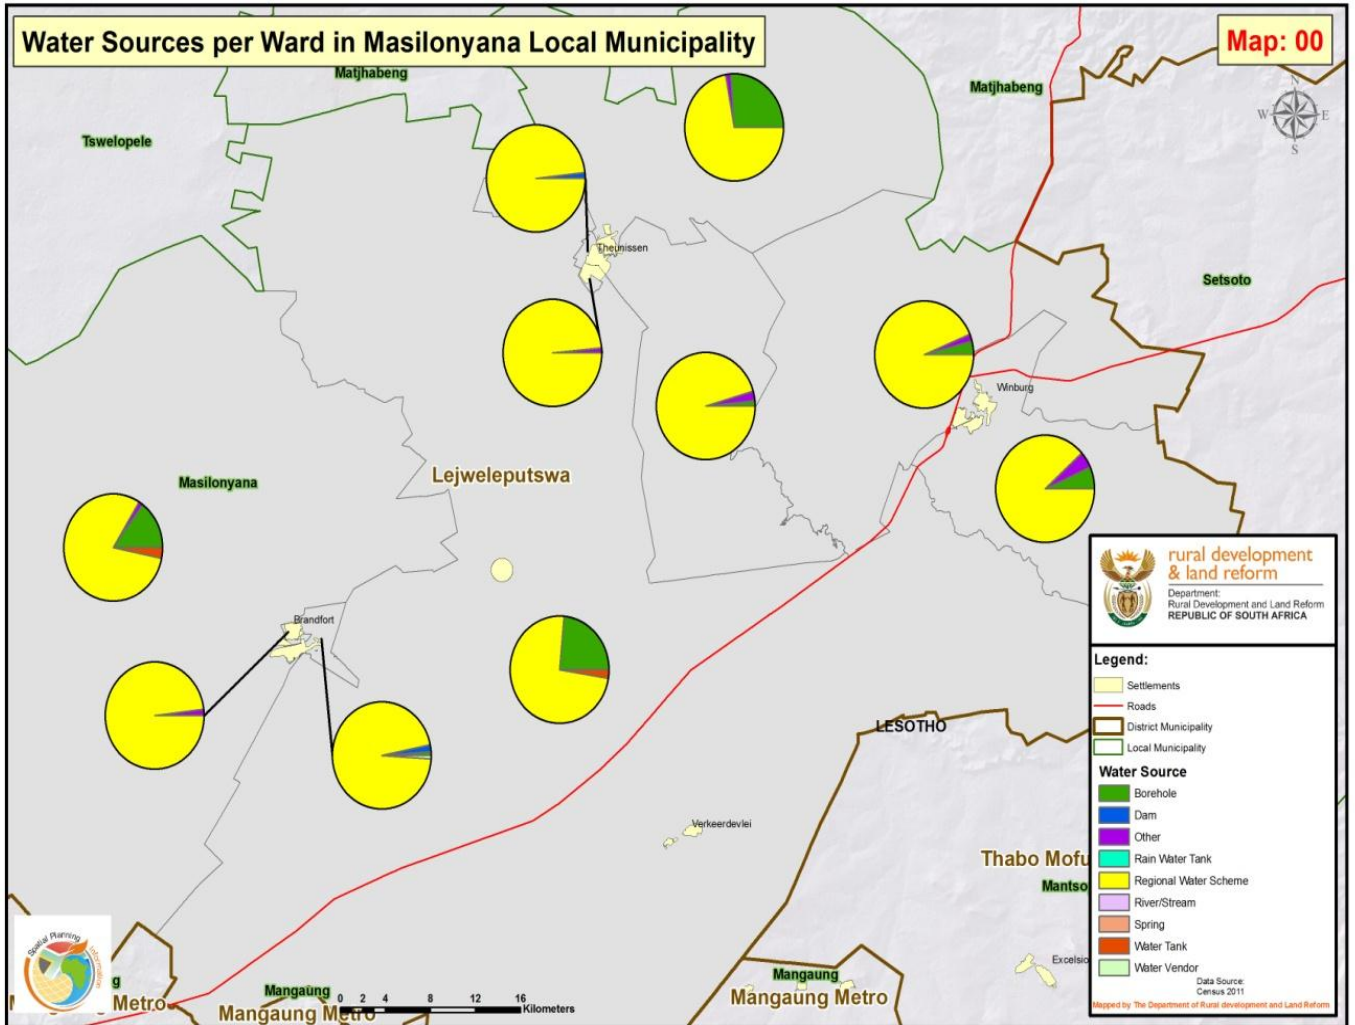 Water Sources per Ward in Masilonyana Local Municipality
Map: 00
Matjhabeng
Matjhabeng
Tswelopele
N
W
E
S
Theunissen
Setsoto
Winburg
Lejweleputswa
Masilonyana
Brandfort
rural development
& land reform
Department:
Rural Development and Land Reform
REPUBLIC OF SOUTH AFRICA
Legend:
Settlements
Roads
District Municipality
Local Municipality
Water Source
Borehole
Dam
Other
Rain Water Tank
Regional Water Scheme
River/Stream
Spring
Water Tank
Water Vendor
Data Source:
Census 2011
Mapped by The Department of Rural development and Land Reform
LESOTHO
Verkeerdevlei
Thabo Mofu
Mantso
Excelsio
Spatial Planning
Information
g
Metro
Mangaung
Mangaung Metro
0 2 4 8 12 16
Kilometers
Mangaung
Mangaung Metro